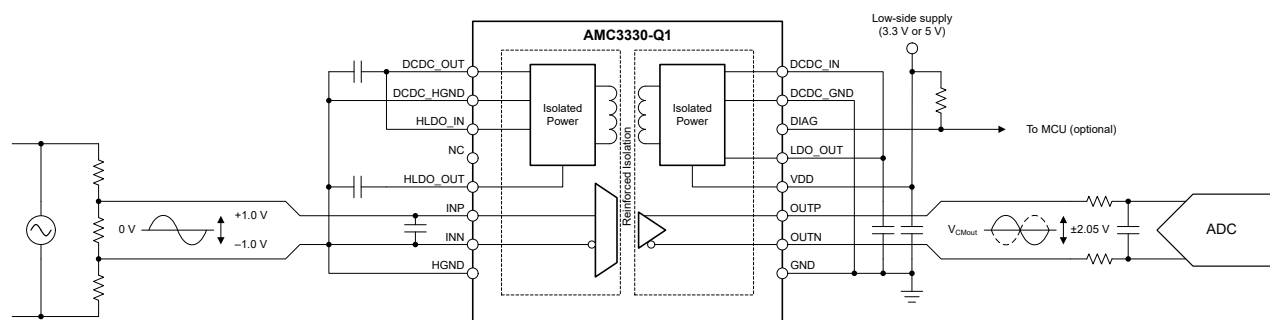 AMC3330-Q1
Low-side supply
(3.3 V or 5 V)
DCDC_OUT
DCDC_HGND
HLDO_IN
NC
HLDO_OUT
INP
INN
HGND
Isolated
Power
Reinforced Isolation
Isolated
Power
DCDC_IN
DCDC_GND
DIAG
LDO_OUT
VDD
OUTP
OUTN
GND
To MCU (optional)
0 V
+1.0 V
–1.0 V
VCMout
±2.05 V
ADC